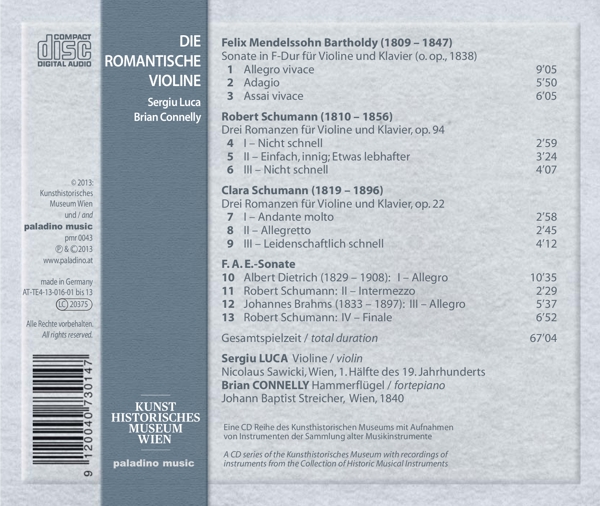 COMPACT
disc
DIGITAL AUDIO
DIE
ROMANTISCHE
VIOLINE
Sergiu Luca
Brian Connelly
© 2013:
Kunsthistorisches
Museum Wien
und / and
paladino music
pmr 0043
℗ & ©2013
www.paladino.at
made in Germany
AT-TE4-13-016-01 bis 13
LC 20375
Alle Rechte vorbehalten.
All rights reserved.
9 120040 730147
KUNST
HISTORISCHES
MUSEUM
WIEN
paladino music
Felix Mendelssohn Bartholdy (1809 – 1847)
Sonate in F-Dur für Violine und Klavier (o. op., 1838)
1 Allegro vivace 9’05
2 Adagio 5’50
3 Assai vivace 6’05
Robert Schumann (1810 – 1856)
Drei Romanzen für Violine und Klavier, op. 94
4 I – Nicht schnell 2’59
5 II – Einfach, innig; Etwas lebhafter 3’24
6 III – Nicht schnell 4’07
Clara Schumann (1819 – 1896)
Drei Romanzen für Violine und Klavier, op. 22
7 I – Andante molto 2’58
8 II – Allegretto 2’45
9 III – Leidenschaftlich schnell 4’12
F. A. E.-Sonate
10 Albert Dietrich (1829 – 1908): I – Allegro 10’35
11 Robert Schumann: II – Intermezzo 2’29
12 Johannes Brahms (1833 – 1897): III – Allegro 5’37
13 Robert Schumann: IV – Finale 6’52
Gesamtspielzeit / total duration 67’04
Sergiu LUCA Violine / violin
Nicolaus Sawicki, Wien, 1. Hälfte des 19. Jahrhunderts
Brian CONNELLY Hammerflügel / fortepiano
Johann Baptist Streicher, Wien, 1840
Eine CD Reihe des Kunsthistorischen Museums mit Aufnahmen
von Instrumenten der Sammlung alter Musikinstrumente
A CD series of the Kunsthistorisches Museum with recordings of
instruments from the Collection of Historic Musical Instruments